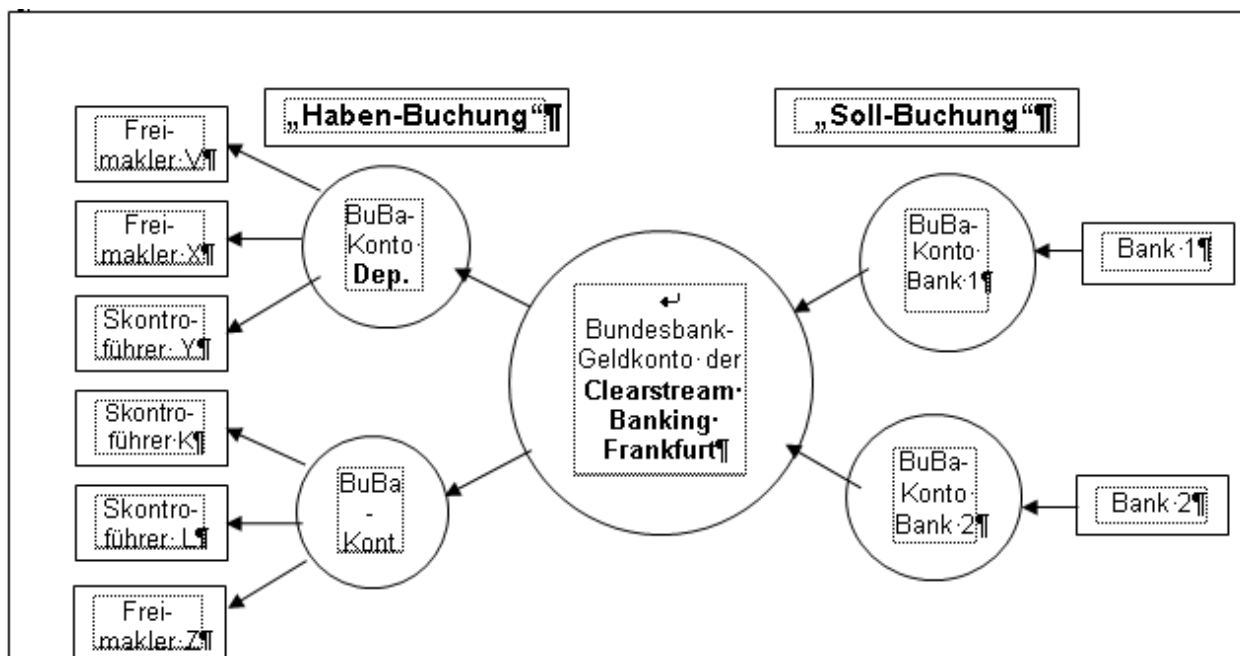 „Haben-Buchung“¶
„Soll-Buchung“¶
Frei-
makler·V¶
Frei-
makler·X¶
Skontro-
führer·Y¶
Skontro-
führer·K¶
Skontro-
führer·L¶
Frei-
makler·Z¶
BuBa-
Konto·
Dep.
BuBa
-
Kont
↵
Bundesbank-
Geldkonto·der
Clearstream·
Banking·
Frankfurt¶
BuBa-
Konto·
Bank·1¶
BuBa-
Konto·
Bank·2¶
Bank·1¶
Bank·2¶